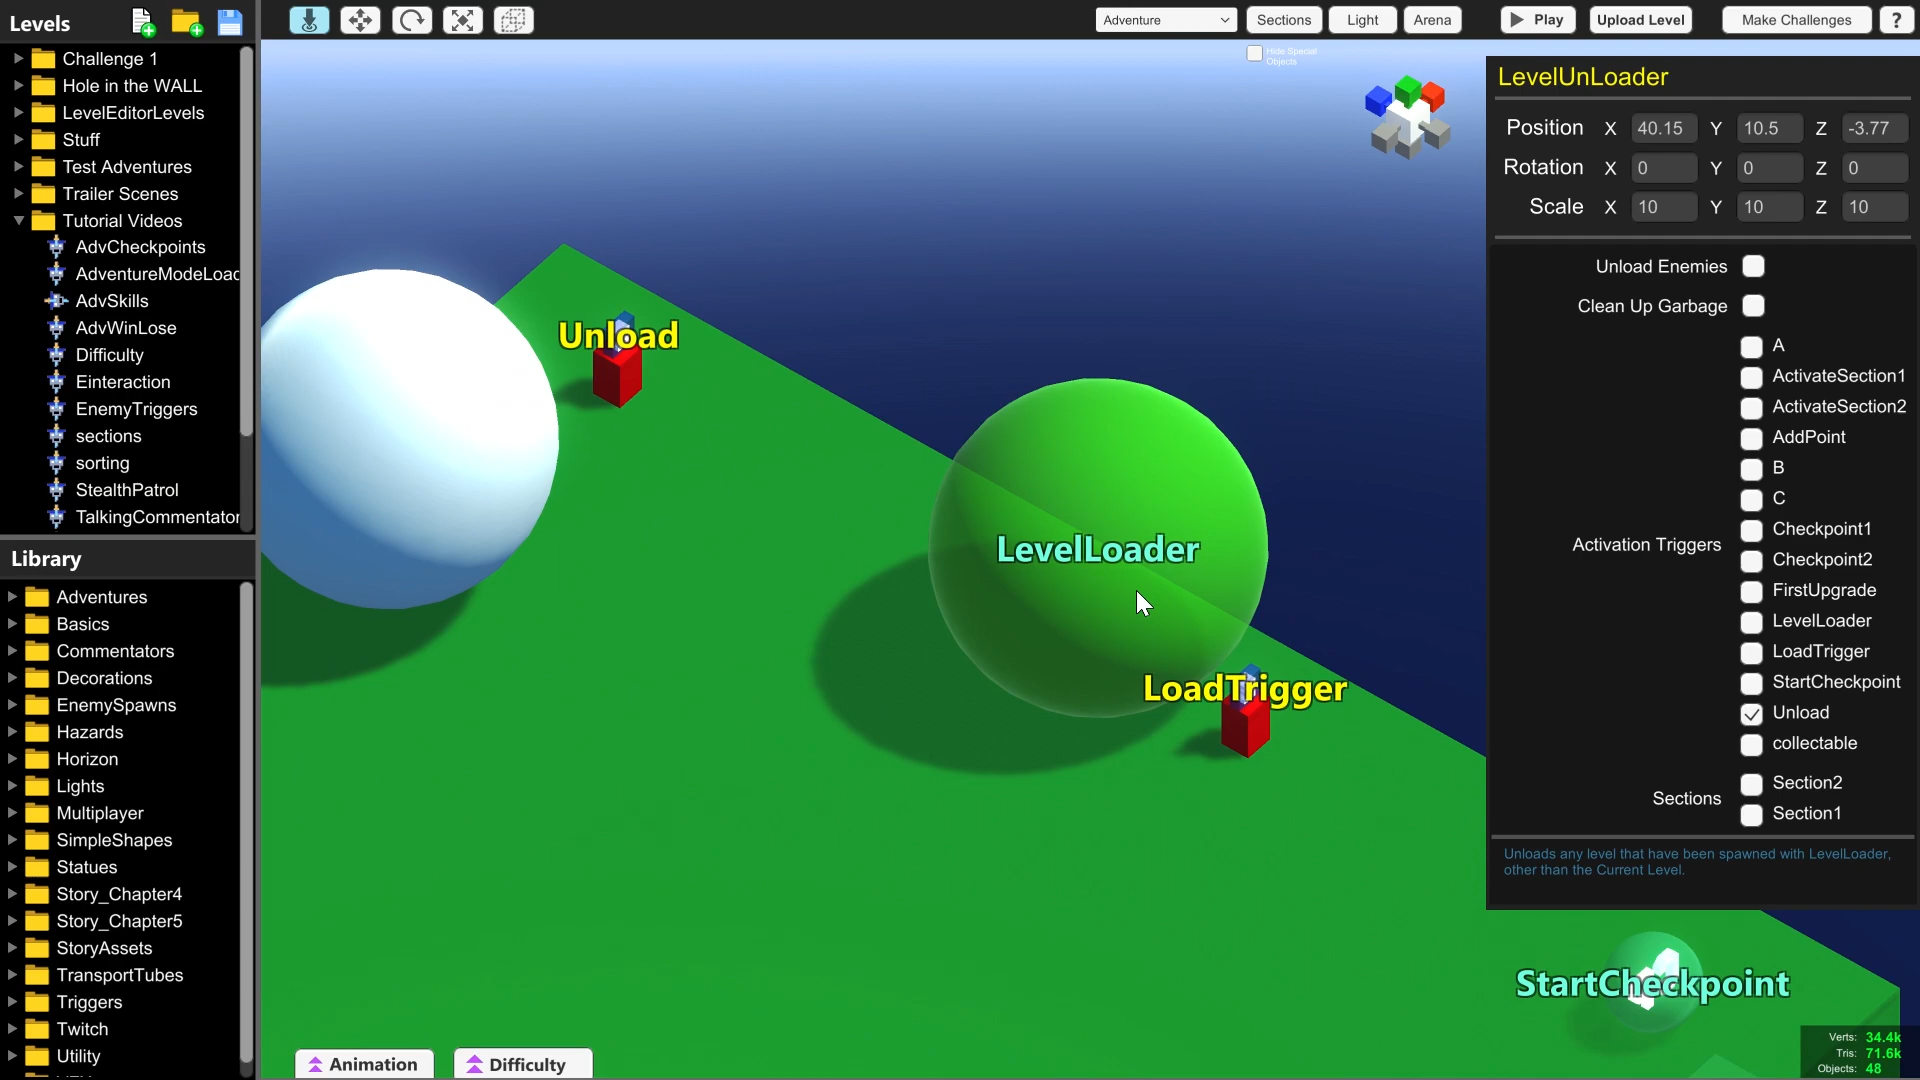 Levels
Challenge 1
Hole in the WALL
LevelEditorLevels
Stuff
Test Adventures
Trailer Scenes
Tutorial Videos
AdvCheckpoints
AdventureModeLoad
AdvSkills
AdvWinLose
Difficulty
Einteraction
EnemyTriggers
sections
sorting
StealthPatrol
TalkingCommentator
Library
Adventures
Basics
Commentators
Decorations
EnemySpawns
Hazards
Horizon
Lights
Multiplayer
SimpleShapes
Statues
Story_Chapter4
Story_Chapter5
StoryAssets
TransportTubes
Triggers
Twitch
Utility
Adventure Sections Light Arena Play Upload Level Make Challenges ?
Hide Special
Objects
Unload
LevelLoader
LoadTrigger
StartCheckpoint
Animation Difficulty
LevelUnLoader
Position X 40.15 Y 10.5 Z -3.77
Rotation X 0 Y 0 Z 0
Scale X 10 Y 10 Z 10
Unload Enemies
Clean Up Garbage
Activation Triggers
A
ActivateSection1
ActivateSection2
AddPoint
B
C
Checkpoint1
Checkpoint2
FirstUpgrade
LevelLoader
LoadTrigger
StartCheckpoint
Unload
collectable
Sections
Section2
Section1
Unloads any level that have been spawned with LevelLoader,
other than the Current Level.
Verts: 34.4k
Tris: 71.6k
Objects: 48